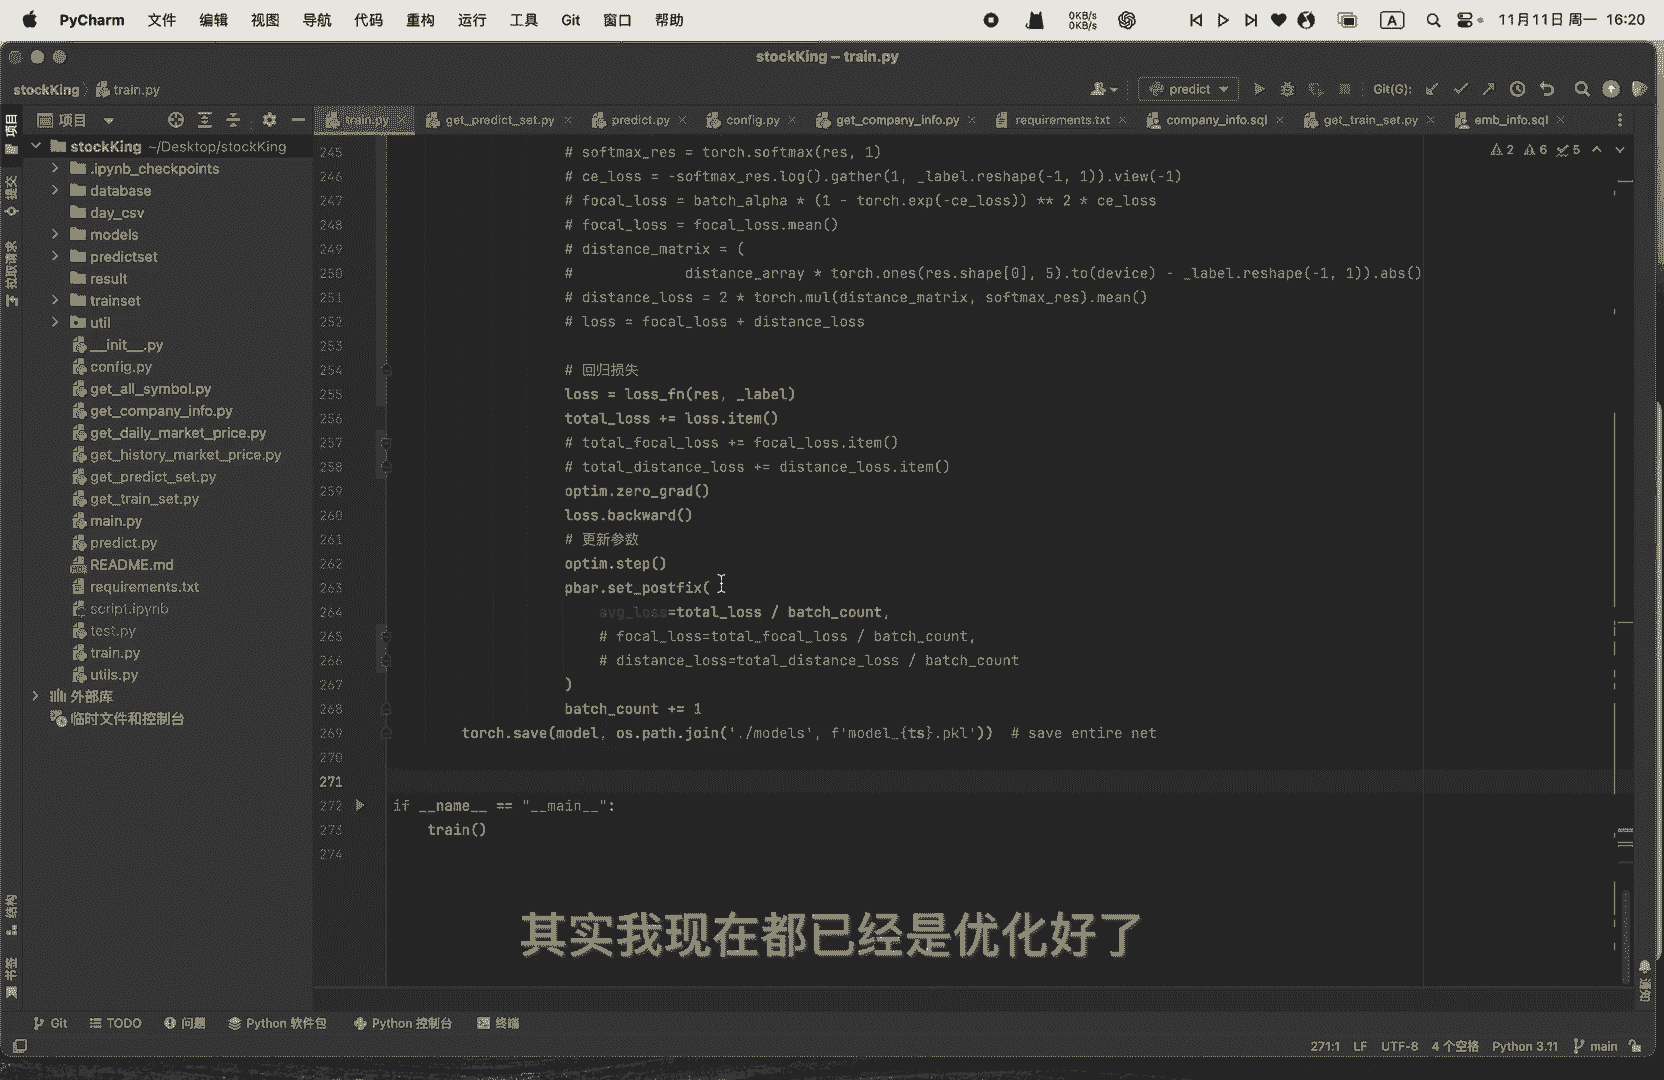 PyCharm 文件 编辑 视图 导航 代码 重构 运行 工具 Git 窗口 帮助 0KB/s 0KB/s A 11月11日 周一 16:20
stockKing – train.py
stockKing train.py predict Git(G):
项目 train.py get_predict_set.py predict.py config.py get_company_info.py requirements.txt company_info.sql get_train_set.py emb_info.sql
项目
提交
拉取请求
结构
书签
stockKing ~/Desktop/stockKing
.ipynb_checkpoints
database
day_csv
models
predictset
result
trainset
util
__init__.py
config.py
get_all_symbol.py
get_company_info.py
get_daily_market_price.py
get_history_market_price.py
get_predict_set.py
get_train_set.py
main.py
predict.py
README.md
requirements.txt
script.ipynb
test.py
train.py
utils.py
外部库
临时文件和控制台
2 6 5
245 # softmax_res = torch.softmax(res, 1)
246 # ce_loss = -softmax_res.log().gather(1, _label.reshape(-1, 1)).view(-1)
247 # focal_loss = batch_alpha * (1 - torch.exp(-ce_loss)) ** 2 * ce_loss
248 # focal_loss = focal_loss.mean()
249 # distance_matrix = (
250 # distance_array * torch.ones(res.shape[0], 5).to(device) - _label.reshape(-1, 1)).abs()
251 # distance_loss = 2 * torch.mul(distance_matrix, softmax_res).mean()
252 # loss = focal_loss + distance_loss
253
254 # 回归损失
255 loss = loss_fn(res, _label)
256 total_loss += loss.item()
257 # total_focal_loss += focal_loss.item()
258 # total_distance_loss += distance_loss.item()
259 optim.zero_grad()
260 loss.backward()
261 # 更新参数
262 optim.step()
263 pbar.set_postfix(
264 avg_loss=total_loss / batch_count,
265 # focal_loss=total_focal_loss / batch_count,
266 # distance_loss=total_distance_loss / batch_count
267 )
268 batch_count += 1
269 torch.save(model, os.path.join('./models', f'model_{ts}.pkl')) # save entire net
270
271
272 if __name__ == "__main__":
273 train()
274
其实我现在都已经是优化好了
通知
Git TODO 问题 Python 软件包 Python 控制台 终端
271:1 LF UTF-8 4 个空格 Python 3.11 main